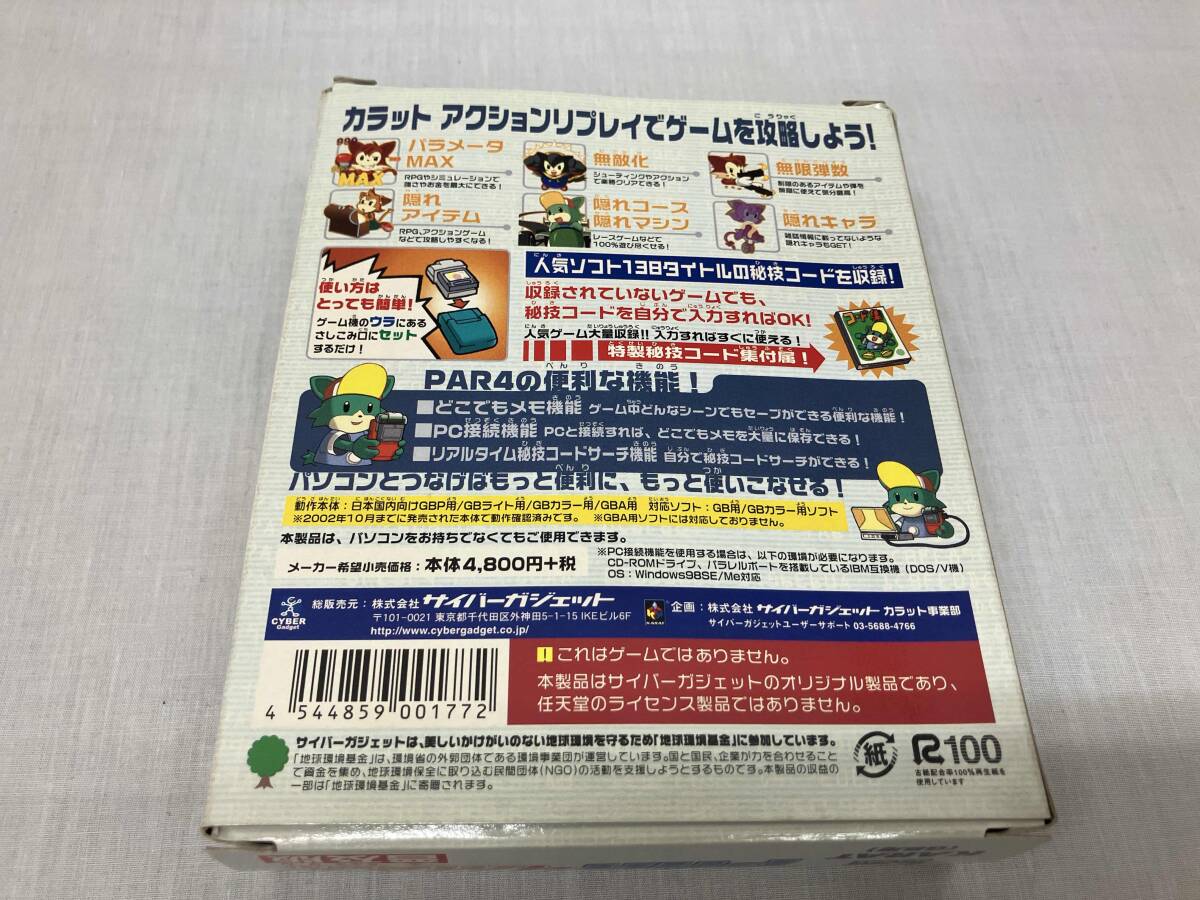 カラット アクションリプレイでゲームを攻略しよう!
パラメータ
MAX
RPGやシミュレーションで
強さやお金を最大にできる!
無敵化
シューティングやアクション
で楽勝クリアできる!
無限弾数
制限のあるアイテムや弾を
無限に使えて気分爽快!
999
MAX
隠れ
アイテム
RPG、アクションゲーム
などで攻略しやすくなる!
隠れコース
隠れマシン
レースゲームなどで
100%遊び尽くせる!
隠れキャラ
雑誌情報に載ってないような
隠れキャラもGET!
使い方は
とっても簡単!
ゲーム機のウラにある
さしこみ口にセット
するだけ!
人気ソフト138タイトルの秘技コードを収録!
収録されていないゲームでも、
秘技コードを自分で入力すればOK!
人気ゲーム大量収録!! 入力すればすぐに使える!
特製秘技コード集付属!
コード集
PAR4の便利な機能!
■どこでもメモ機能 ゲーム中どんなシーンでもセーブができる便利な機能!
■PC接続機能 PCと接続すれば、どこでもメモを大量に保存できる!
■リアルタイム秘技コードサーチ機能 自分で秘技コードサーチができる!
パソコンとつなげばもっと便利に、もっと使いこなせる!
動作本体:日本国内向けGBP用/GBライト用/GBカラー用/GBA用 対応ソフト:GB用/GBカラー用ソフト
※2002年10月までに発売された本体で動作確認済みです。 ※GBA用ソフトには対応しておりません。
本製品は、パソコンをお持ちでなくてもご使用できます。
メーカー希望小売価格:本体4,800円+税
※PC接続機能を使用する場合は、以下の環境が必要になります。
CD-ROMドライブ、パラレルポートを搭載しているIBM互換機(DOS/V機)
OS:Windows98SE/Me対応
CYBER
Gadget
総販売元:株式会社サイバーガジェット
〒101-0021 東京都千代田区外神田5-1-15 IKEビル6F
http://www.cybergadget.co.jp/
KARAT
企画:株式会社サイバーガジェット カラット事業部
サイバーガジェットユーザーサポート 03-5688-4766
4 544859 001772
! これはゲームではありません。
本製品はサイバーガジェットのオリジナル製品であり、
任天堂のライセンス製品ではありません。
サイバーガジェットは、美しいかけがいのない地球環境を守るため「地球環境基金」に参加しています。
「地球環境基金」は、環境省の外郭団体である環境事業団が運営しています。国と国民、企業が力を合わせること
で資金を集め、地球環境保全に取り込む民間団体(NGO)の活動を支援しようとするものです。本製品の収益の
一部は「地球環境基金」に寄贈されます。
紙
R100
古紙配合率100%再生紙を
使用しています
KARAT